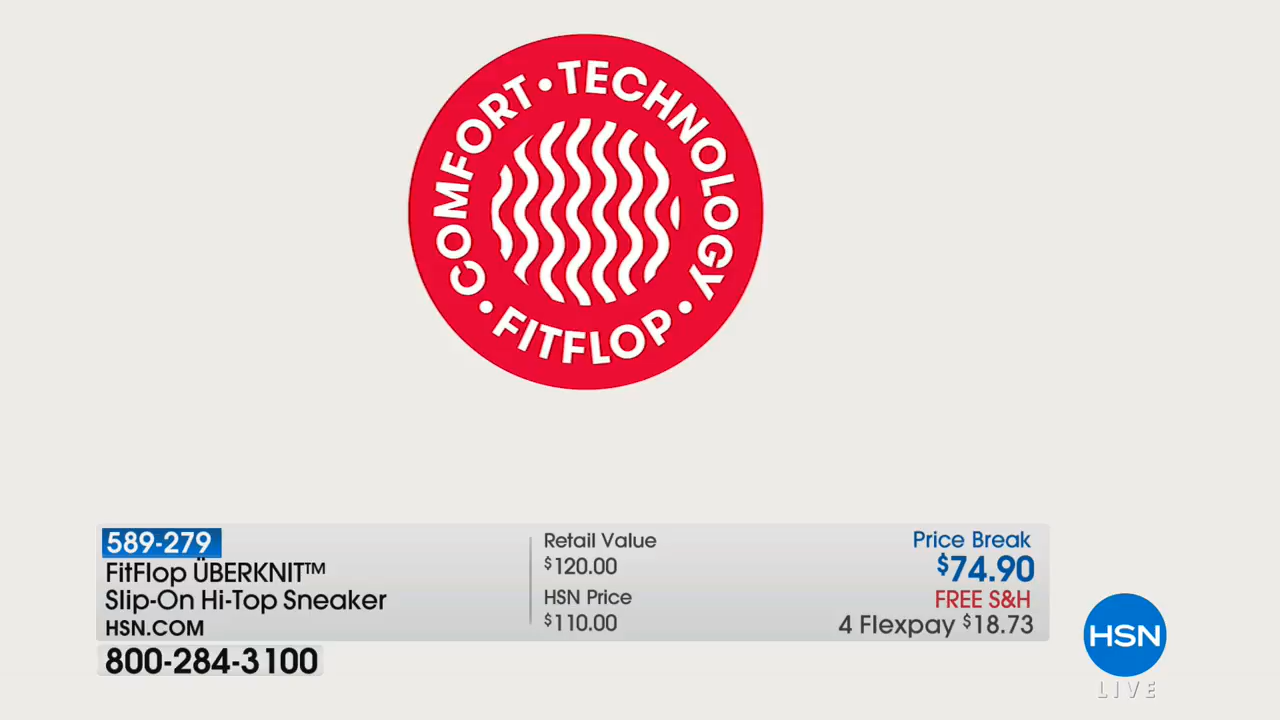 COMFORT • TECHNOLOGY • FITFLOP •
589-279
FitFlop ÜBERKNIT™
Slip-On Hi-Top Sneaker
HSN.COM
800-284-3100
Retail Value
$120.00
HSN Price
$110.00
Price Break
$74.90
FREE S&H
4 Flexpay $18.73
HSN
LIVE